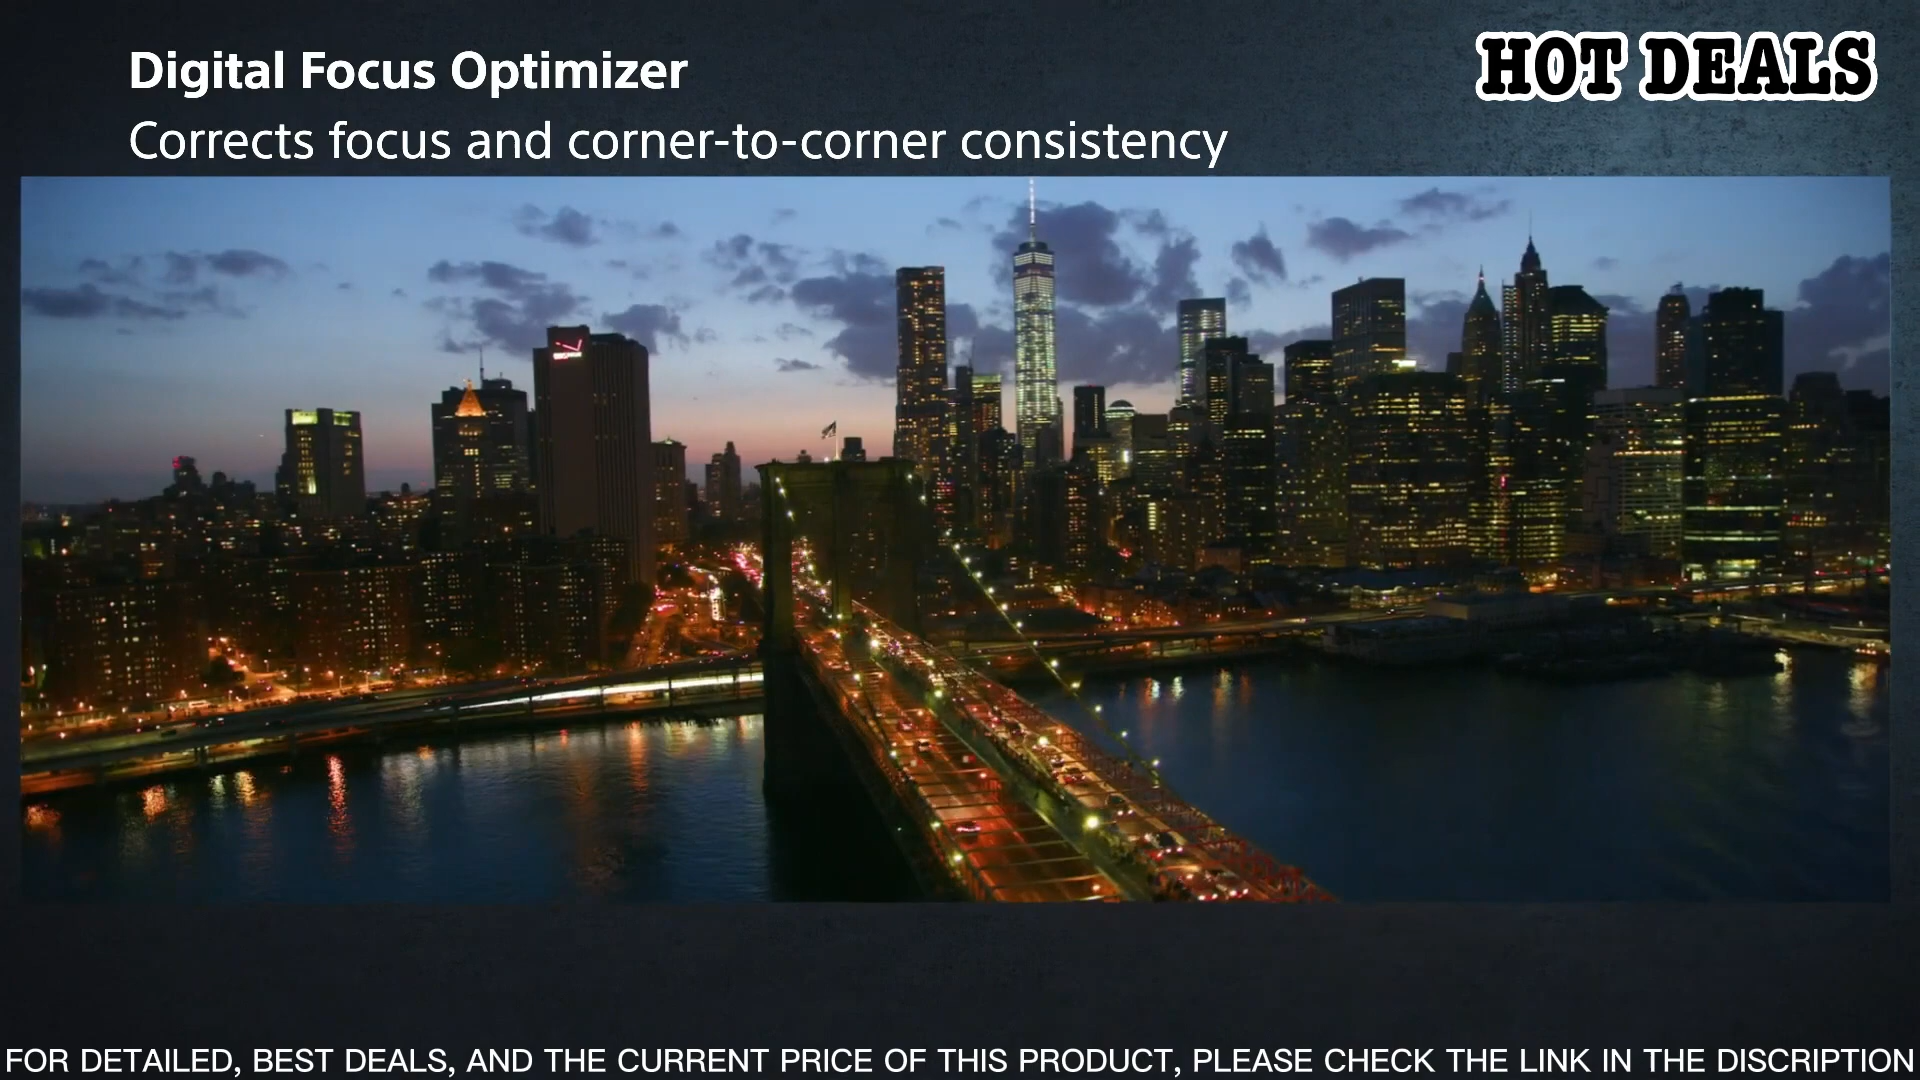 Digital Focus Optimizer
HOT DEALS
Corrects focus and corner-to-corner consistency
FOR DETAILED, BEST DEALS, AND THE CURRENT PRICE OF THIS PRODUCT, PLEASE CHECK THE LINK IN THE DISCRIPTION